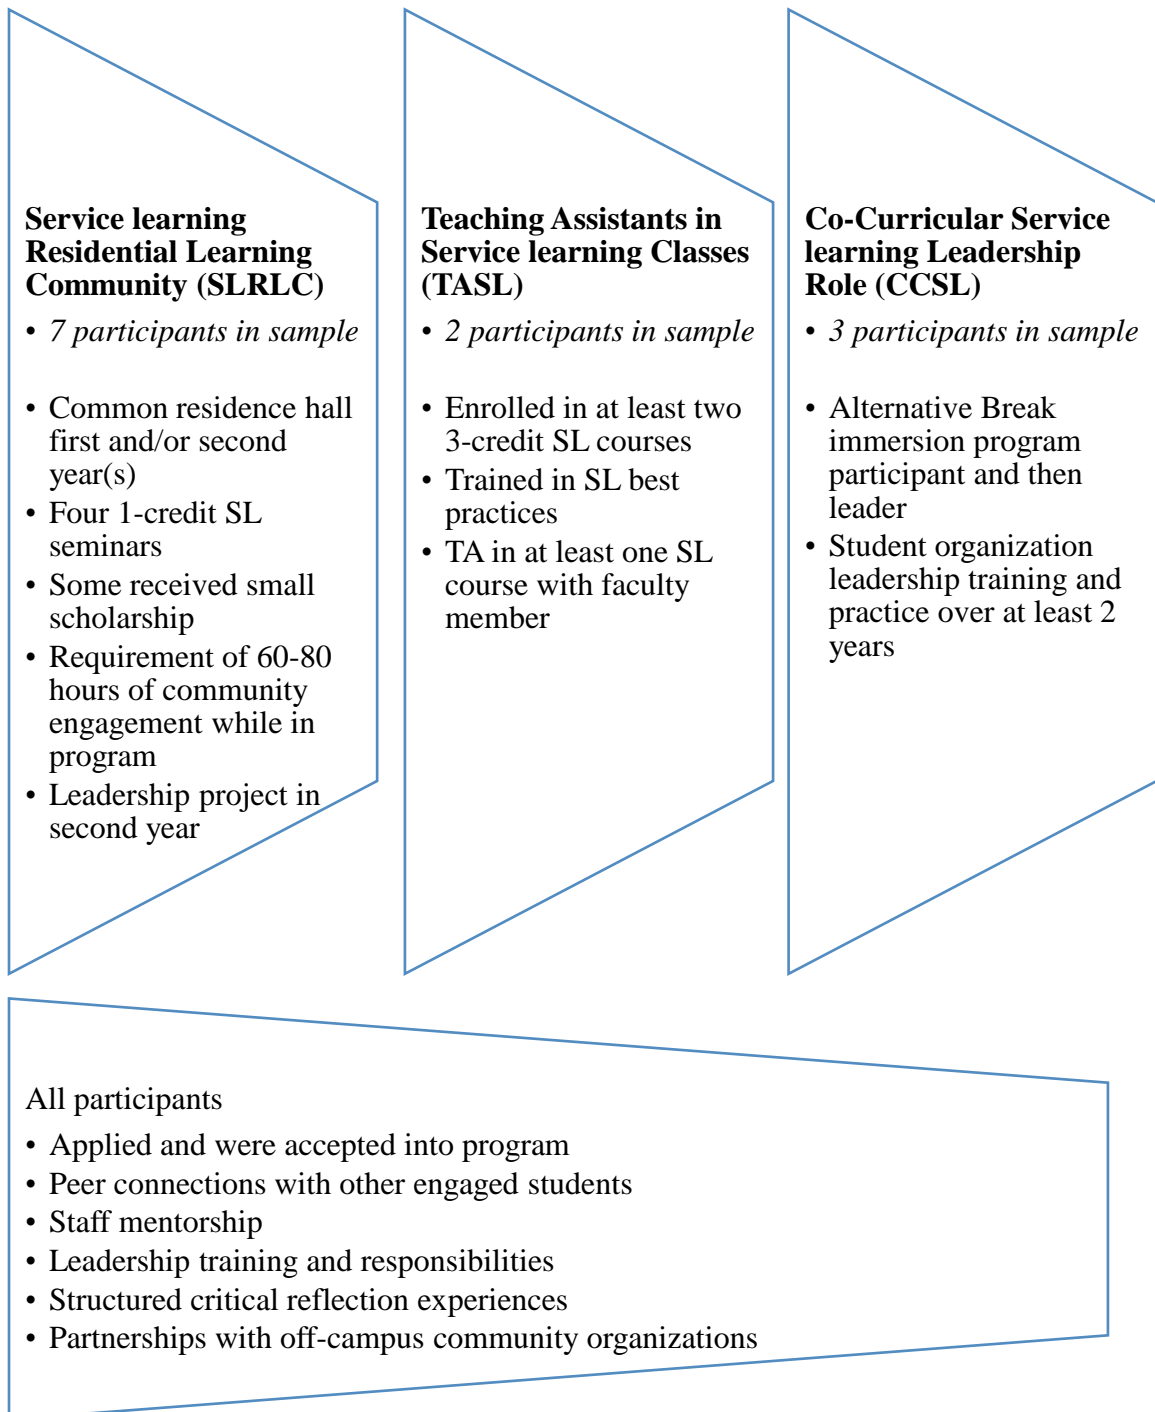 Service learning
Residential Learning
Community (SLRLC)
• 7 participants in sample
• Common residence hall
first and/or second
year(s)
• Four 1-credit SL
seminars
• Some received small
scholarship
• Requirement of 60-80
hours of community
engagement while in
program
• Leadership project in
second year
Teaching Assistants in
Service learning Classes
(TASL)
• 2 participants in sample
• Enrolled in at least two
3-credit SL courses
• Trained in SL best
practices
• TA in at least one SL
course with faculty
member
Co-Curricular Service
learning Leadership
Role (CCSL)
• 3 participants in sample
• Alternative Break
immersion program
participant and then
leader
• Student organization
leadership training and
practice over at least 2
years
All participants
• Applied and were accepted into program
• Peer connections with other engaged students
• Staff mentorship
• Leadership training and responsibilities
• Structured critical reflection experiences
• Partnerships with off-campus community organizations